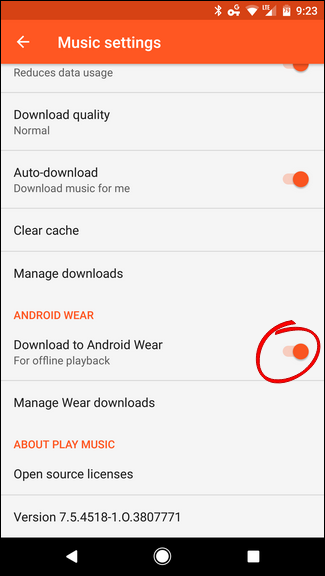 9:23
Music settings
Reduces data usage
Download quality
Normal
Auto-download
Download music for me
Clear cache
Manage downloads
ANDROID WEAR
Download to Android Wear
For offline playback
Manage Wear downloads
ABOUT PLAY MUSIC
Open source licenses
Version 7.5.4518-1.O.3807771